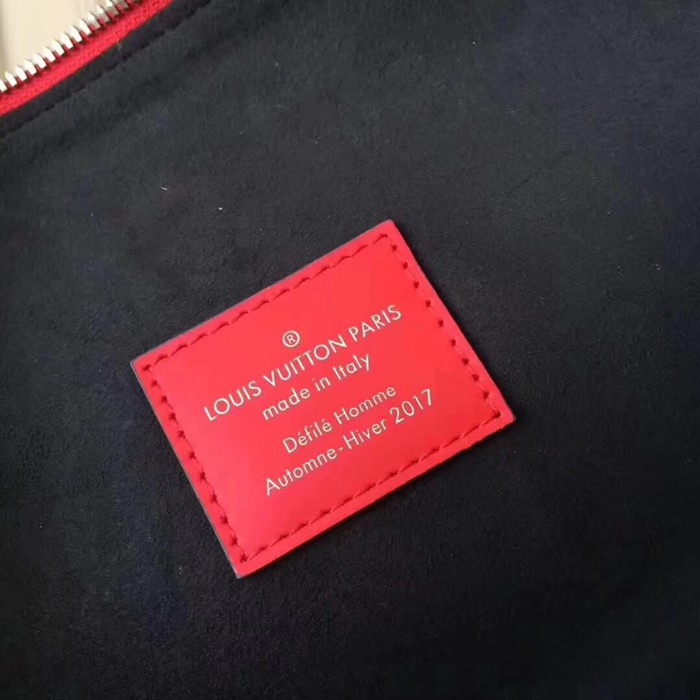 ®
LOUIS VUITTON PARIS
made in Italy
Défilé Homme
Automne-Hiver 2017